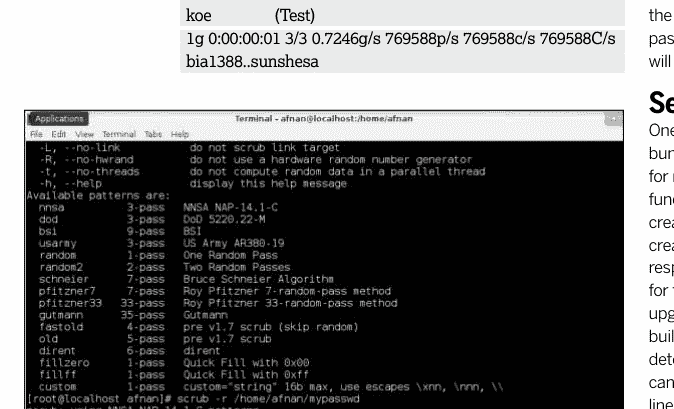 koe (Test)
1g 0:00:00:01 3/3 0.7246g/s 769588p/s 769588c/s 769588C/s
bia1388..sunshesa
Applications
Terminal - afnan@localhost:/home/afnan
File Edit View Terminal Tabs Help
-L, --no-link do not scrub link target
-R, --no-hwrand do not use a hardware random number generator
-t, --no-threads do not compute random data in a parallel thread
-h, --help display this help message
Available patterns are:
nnsa 3-pass NNSA NAP-14.1-C
dod 3-pass DoD 5220.22-M
bsi 9-pass BSI
usarmy 3-pass US Army AR380-19
random 1-pass One Random Pass
random2 2-pass Two Random Passes
schneier 7-pass Bruce Schneier Algorithm
pfitzner7 7-pass Roy Pfitzner 7-random-pass method
pfitzner33 33-pass Roy Pfitzner 33-random-pass method
gutmann 35-pass Gutmann
fastold 4-pass pre v1.7 scrub (skip random)
old 5-pass pre v1.7 scrub
dirent 6-pass dirent
fillzero 1-pass Quick Fill with 0x00
fillff 1-pass Quick Fill with 0xff
custom 1-pass custom="string" 16b max, use escapes \xnn, \nnn, \\
[root@localhost afnan]# scrub -r /home/afnan/mypasswd
the
pas
will
Se
One
bun
for
func
crea
crea
resp
for
upg
buil
dete
can
line